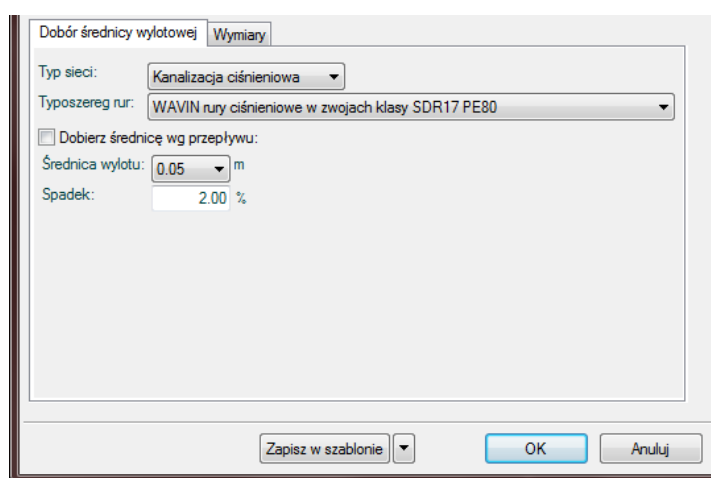 Dobór średnicy wylotowej Wymiary
Typ sieci: Kanalizacja ciśnieniowa
Typoszereg rur: WAVIN rury ciśnieniowe w zwojach klasy SDR17 PE80
Dobierz średnicę wg przepływu:
Średnica wylotu: 0.05 m
Spadek: 2.00 %
Zapisz w szablonie OK Anuluj